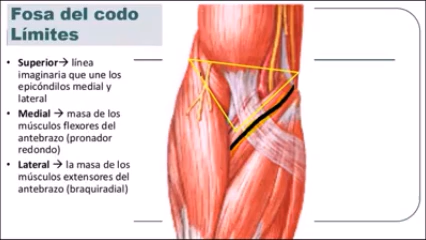 Fosa del codo
Límites
• Superior→ línea
imaginaria que une los
epicóndilos medial y
lateral
• Medial → masa de los
músculos flexores del
antebrazo (pronador
redondo)
• Lateral → la masa de los
músculos extensores del
antebrazo (braquiradial)